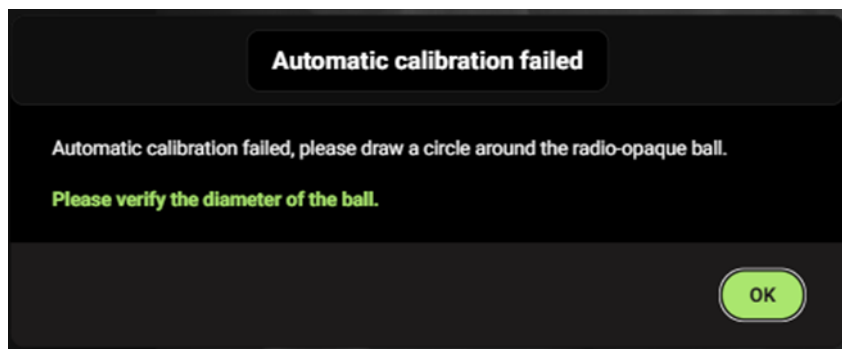 Automatic calibration failed
Automatic calibration failed, please draw a circle around the radio-opaque ball.
Please verify the diameter of the ball.
OK